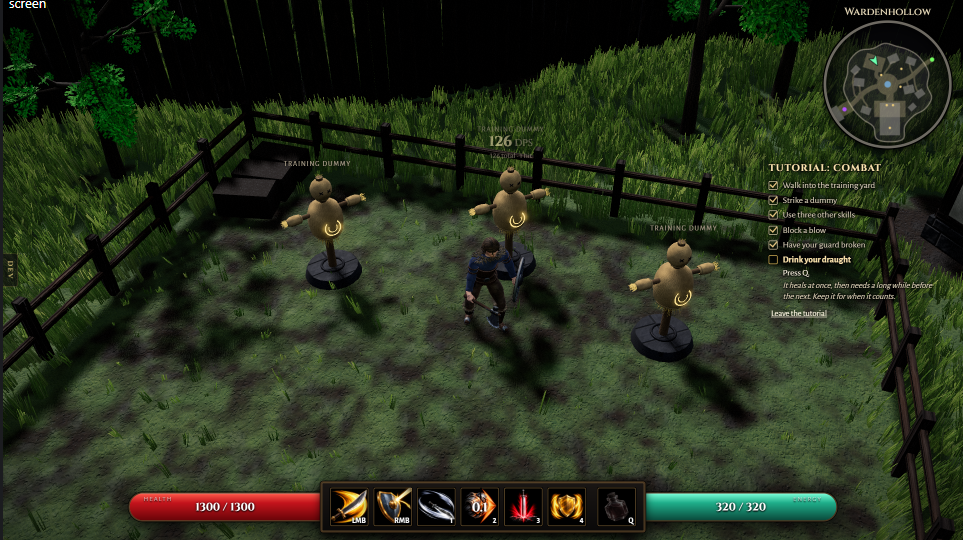 screen
WARDENHOLLOW
TRAINING DUMMY
126 DPS
TRAINING DUMMY
TRAINING DUMMY
TUTORIAL: COMBAT
Walk into the training yard
Strike a dummy
Use three other skills
Block a blow
Have your guard broken
Drink your draught
Press Q
It heals at once, then needs a long while before
the next. Keep it for when it counts.
Leave the tutorial
DEV
HEALTH
1300 / 1300
LMB
RMB
1
0.1
2
3
4
Q
ENERGY
320 / 320